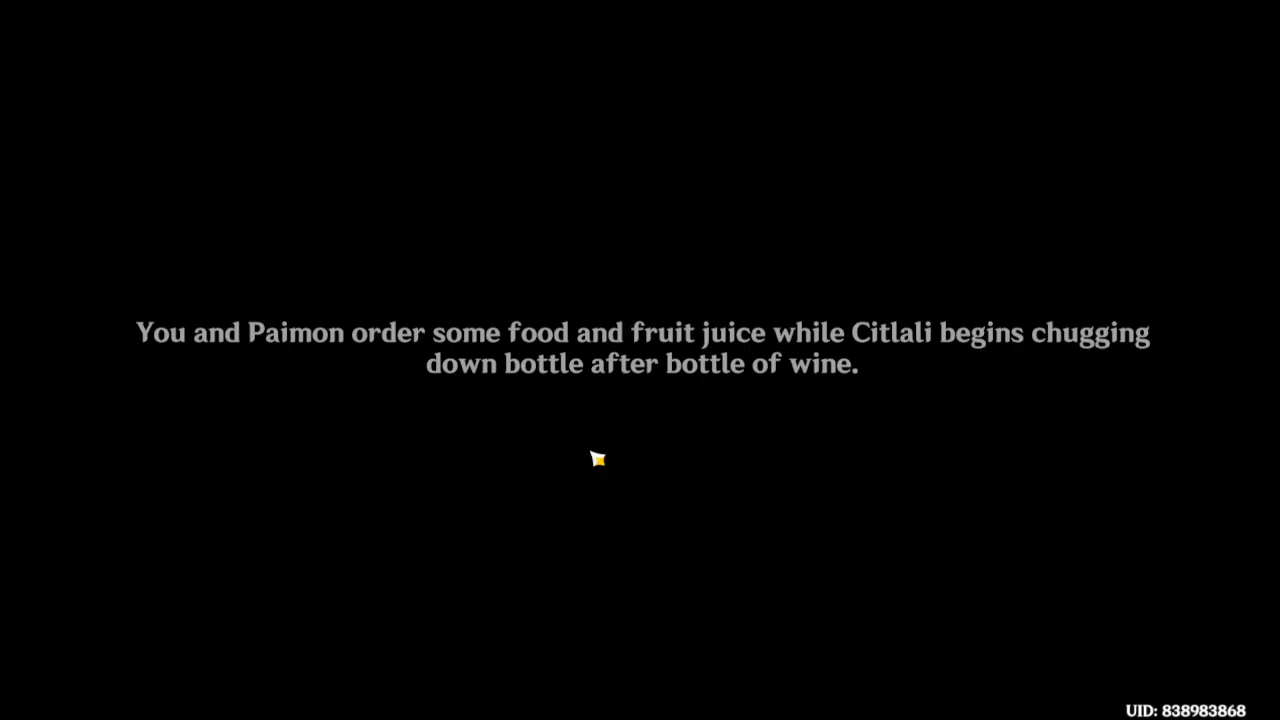 You and Paimon order some food and fruit juice while Citlali begins chugging
down bottle after bottle of wine.
UID: 838983868